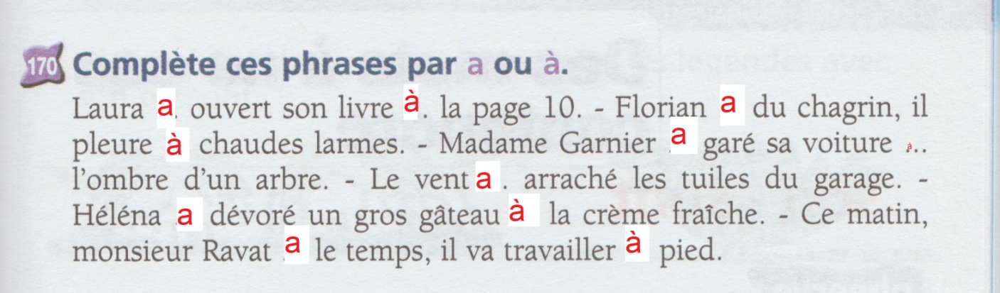 170 Complète ces phrases par a ou à.
Laura a. ouvert son livre à. la page 10. - Florian a du chagrin, il
pleure à chaudes larmes. - Madame Garnier a garé sa voiture à..
l'ombre d'un arbre. - Le vent a . arraché les tuiles du garage. -
Héléna a dévoré un gros gâteau à la crème fraîche. - Ce matin,
monsieur Ravat a le temps, il va travailler à pied.